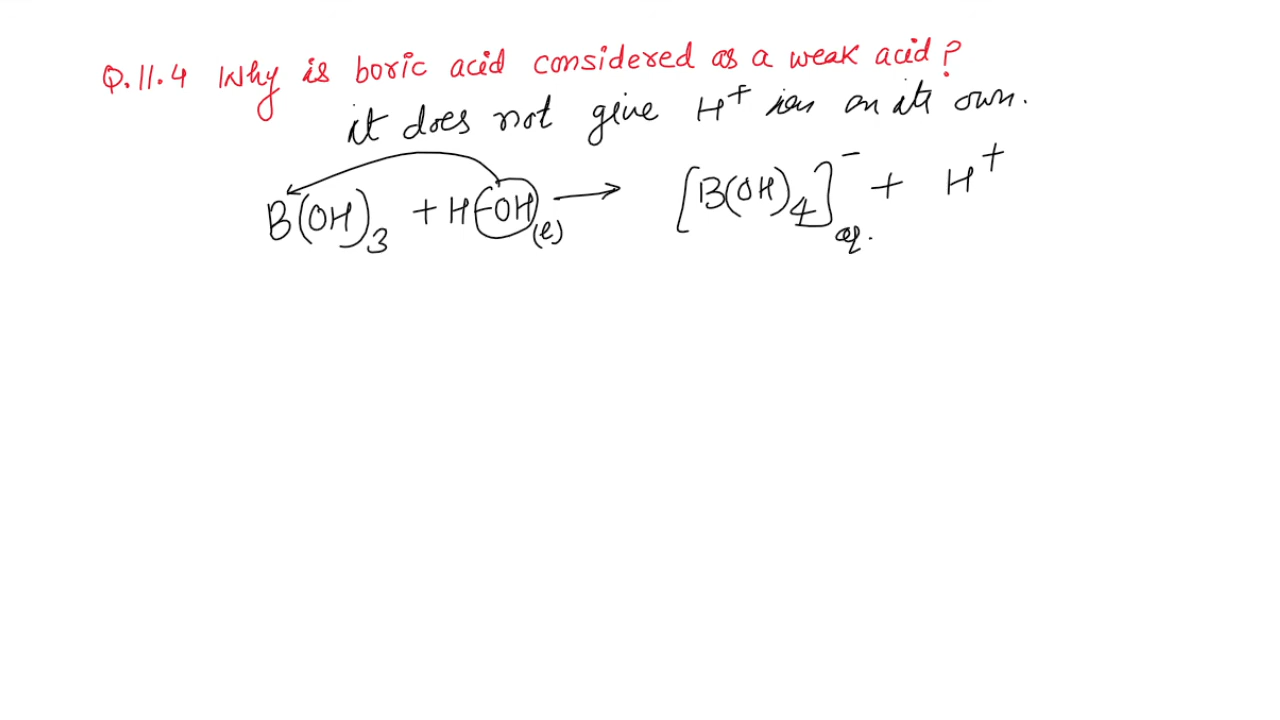 Q.11.4 Why is boric acid considered as a weak acid?
it does not give H⁺ ion on its own.
B(OH)₃ + H-OH(l) → [B(OH)₄]⁻aq. + H⁺